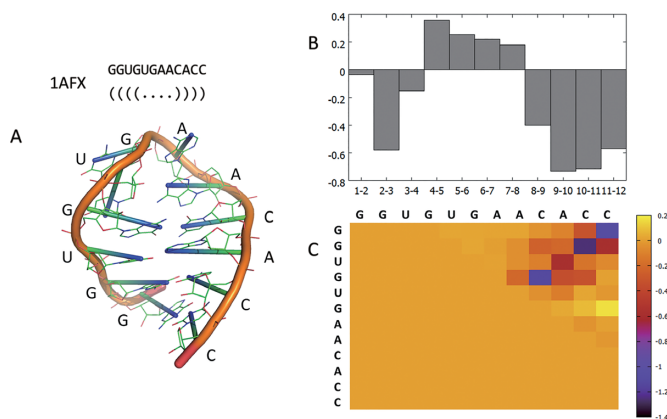 1AFX
GGUGUGAACACC
((((....))))
A
G
A
U
A
G
C
U
A
G
C
G
C
B
0.4
0.2
0
-0.2
-0.4
-0.6
-0.8
1-2 2-3 3-4 4-5 5-6 6-7 7-8 8-9 9-10 10-11 11-12
C
G G U G U G A A C A C C
G
G
U
G
U
G
A
A
C
A
C
C
0.2
0
-0.2
-0.4
-0.6
-0.8
-1
-1.2
-1.4